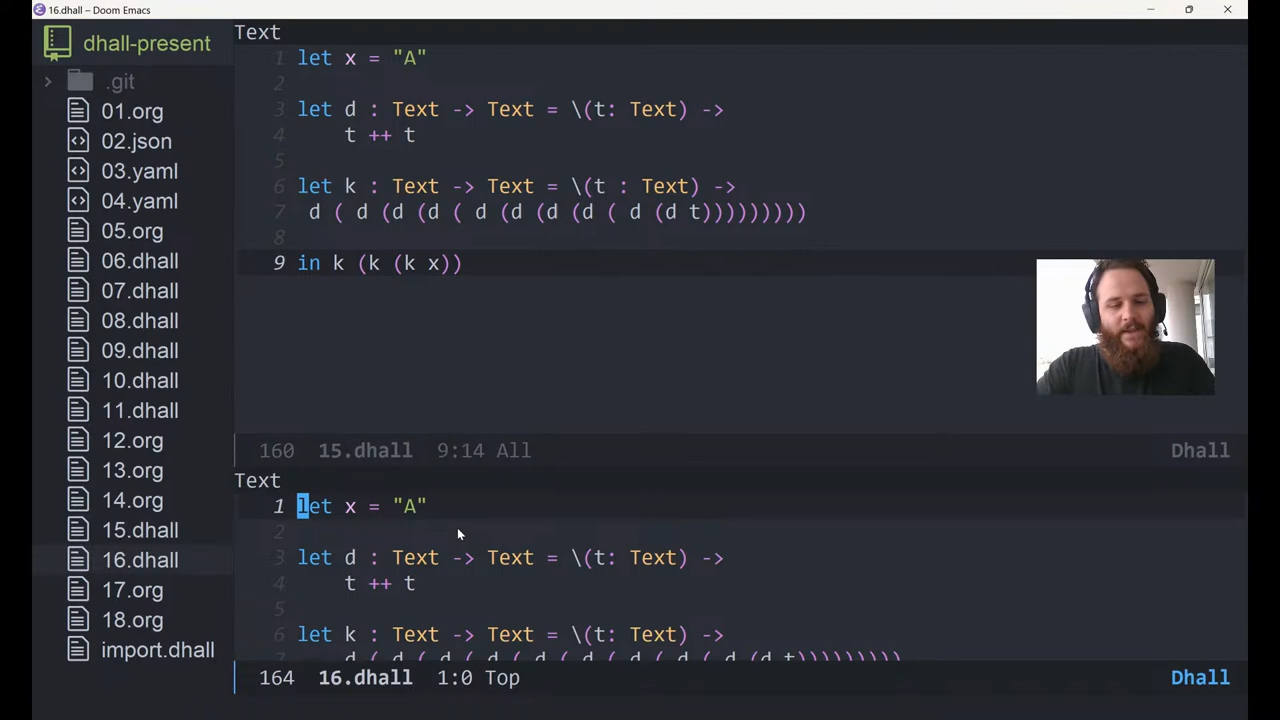 16.dhall – Doom Emacs
dhall-present
.git
01.org
02.json
03.yaml
04.yaml
05.org
06.dhall
07.dhall
08.dhall
09.dhall
10.dhall
11.dhall
12.org
13.org
14.org
15.dhall
16.dhall
17.org
18.org
import.dhall
Text
1 let x = "A"
2
3 let d : Text -> Text = \(t: Text) ->
4 t ++ t
5
6 let k : Text -> Text = \(t : Text) ->
7 d ( d (d (d ( d (d (d (d ( d (d t))))))))))
8
9 in k (k (k x))
160 15.dhall 9:14 All Dhall
Text
1 let x = "A"
2
3 let d : Text -> Text = \(t: Text) ->
4 t ++ t
5
6 let k : Text -> Text = \(t: Text) ->
7 d ( d ( d ( d ( d ( d ( d ( d ( d (d t))))))))))
164 16.dhall 1:0 Top Dhall